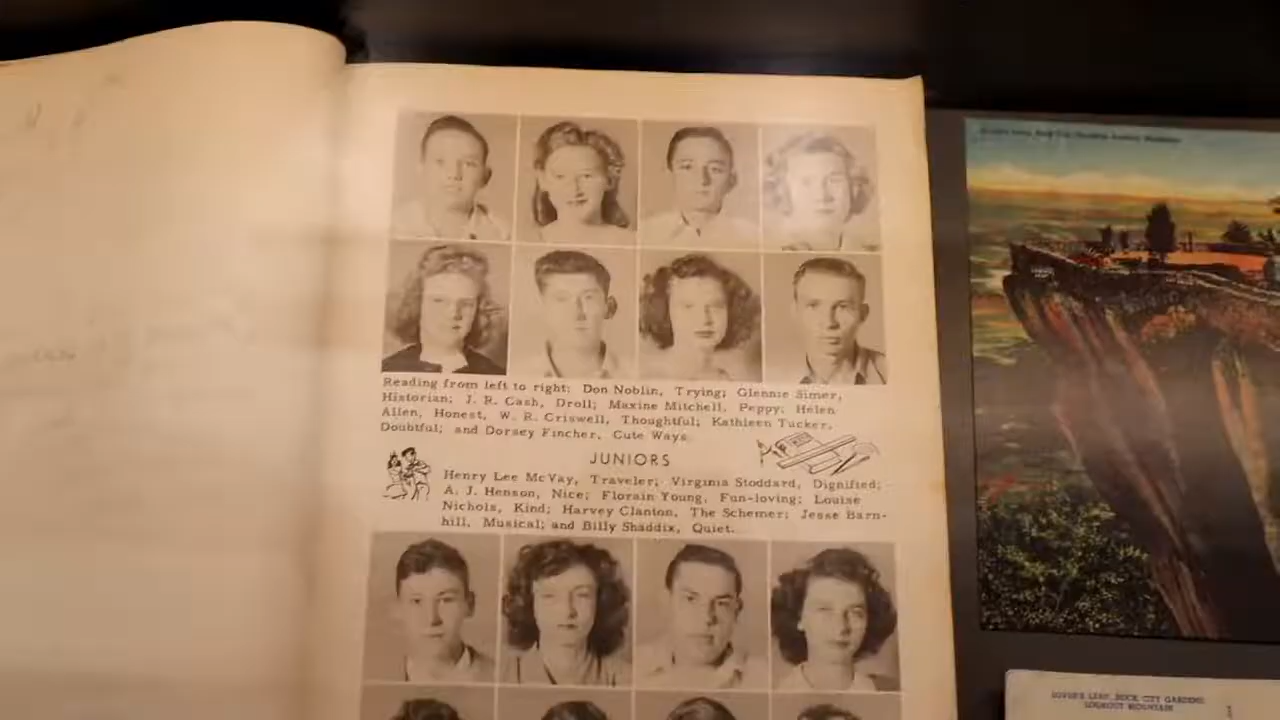 Reading from left to right: Don Noblin, Trying; Glennie Simer,
Historian; J. R. Cash, Droll; Maxine Mitchell, Peppy; Helen
Allen, Honest, W. R. Criswell, Thoughtful; Kathleen Tucker,
Doubtful; and Dorsey Fincher, Cute Ways.
JUNIORS
Henry Lee McVay, Traveler; Virginia Stoddard, Dignified;
A. J. Henson, Nice; Florain Young, Fun-loving; Louise
Nichols, Kind; Harvey Clanton, The Schemer; Jesse Barn-
hill, Musical; and Billy Shaddix, Quiet.
LOVER'S LEAP, ROCK CITY GARDENS
LOOKOUT MOUNTAIN